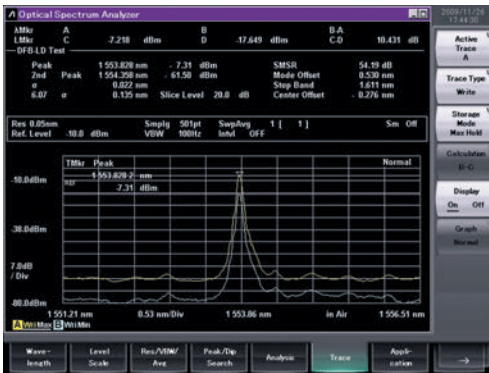 Optical Spectrum Analyzer
2009/11/26
17:44:30
λMkr A B B-A
LMkr C -7.218 dBm D -17.649 dBm C-D 10.431 dB
DFB-LD Test
Peak 1 553.828 nm - 7.31 dBm SMSR 54.19 dB
2nd Peak 1 554.358 nm - 61.50 dBm Mode Offset 0.530 nm
σ 0.022 nm Stop Band 1.611 nm
6.07 σ 0.135 nm Slice Level 20.0 dB Center Offset - 0.276 nm
Res 0.05nm Smplg 501pt SwpAvg 1 [ 1] Sm Off
Ref. Level -10.0 dBm VBW 100Hz Intvl OFF
TMkr Peak Normal
1 553.828 2 nm
REF -7.31 dBm
-10.0dBm
-38.0dBm
7.0dB
/ Div
-80.0dBm
1 551.21 nm 0.53 nm/Div 1 553.86 nm in Air 1 556.51 nm
A Wri Max B Wri Min
Active
Trace
A
Trace Type
Write
Storage
Mode
Max Hold
Calculation
B-G
Display
On Off
Graph
Normal
Wave-
length
Level
Scale
Res/VBW/
Avg
Peak/Dip
Search
Analysis
Trace
Appli-
cation
→